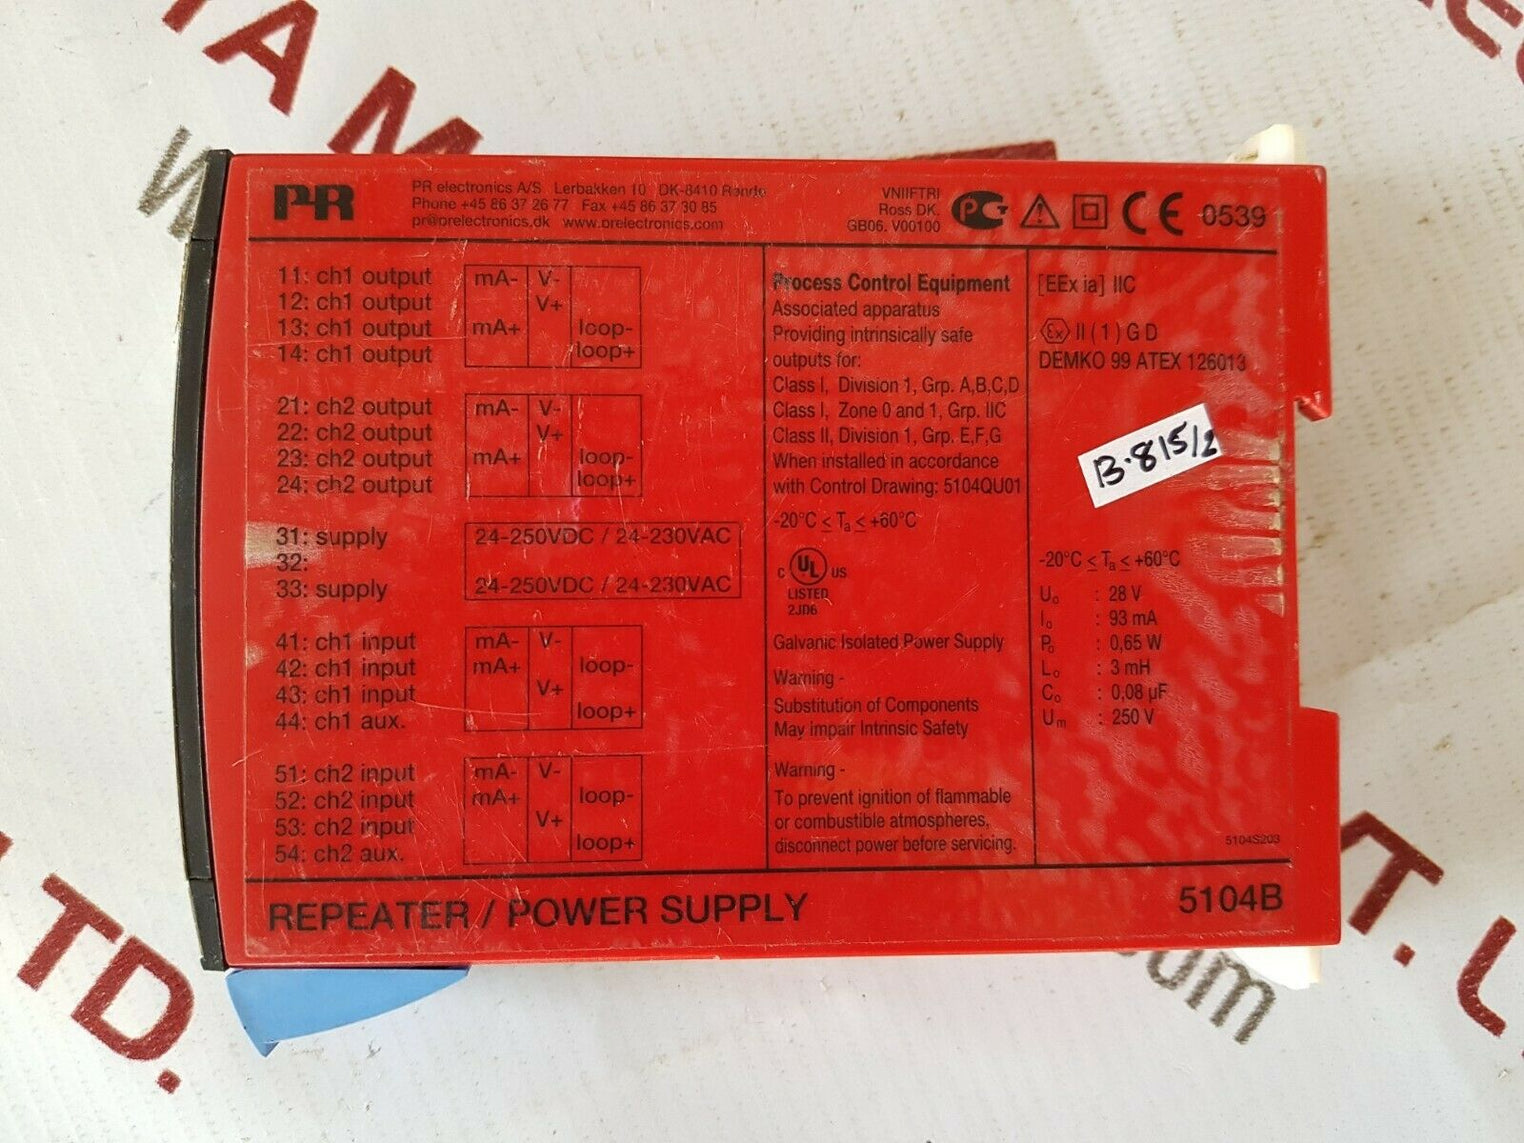 PR
PR electronics A/S Lerbakken 10 DK-8410 Rønde
Phone +45 86 37 26 77 Fax +45 86 37 30 85
pr@prelectronics.dk www.prelectronics.com
VNIIFTRI
Ross DK.
GB06. V00100
CE 0539
11: ch1 output mA- V-
12: ch1 output V+
13: ch1 output mA+ loop-
14: ch1 output loop+
21: ch2 output mA- V-
22: ch2 output V+
23: ch2 output mA+ loop-
24: ch2 output loop+
31: supply 24-250VDC / 24-230VAC
32:
33: supply 24-250VDC / 24-230VAC
41: ch1 input mA- V-
42: ch1 input mA+ loop-
43: ch1 input V+
44: ch1 aux. loop+
51: ch2 input mA- V-
52: ch2 input mA+ loop-
53: ch2 input V+
54: ch2 aux. loop+
Process Control Equipment
Associated apparatus
Providing intrinsically safe
outputs for:
Class I, Division 1, Grp. A,B,C,D
Class I, Zone 0 and 1, Grp. IIC
Class II, Division 1, Grp. E,F,G
When installed in accordance
with Control Drawing: 5104QU01
-20°C ≤ Ta ≤ +60°C
c UL US
LISTED
2JD6
Galvanic Isolated Power Supply
Warning -
Substitution of Components
May impair Intrinsic Safety
Warning -
To prevent ignition of flammable
or combustible atmospheres,
disconnect power before servicing.
[EEx ia] IIC
Ex II (1) G D
DEMKO 99 ATEX 126013
B.815/2
-20°C ≤ Ta ≤ +60°C
Uo : 28 V
Io : 93 mA
Po : 0,65 W
Lo : 3 mH
Co : 0,08 µF
Um : 250 V
5104S203
REPEATER / POWER SUPPLY 5104B
LTD.
T. L
com